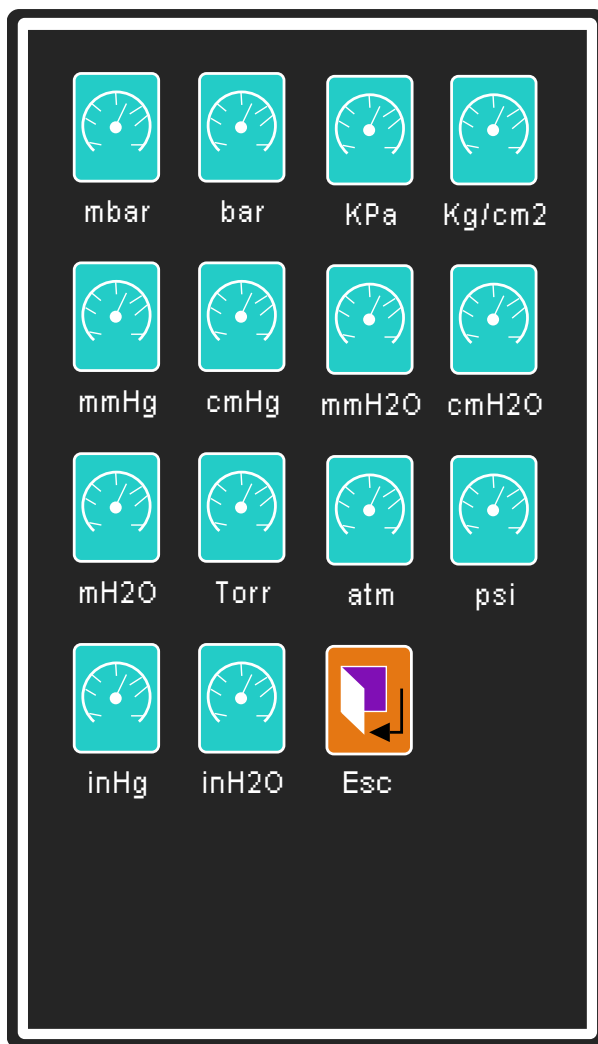 mbar bar KPa Kg/cm2
mmHg cmHg mmH2O cmH2O
mH2O Torr atm psi
inHg inH2O Esc